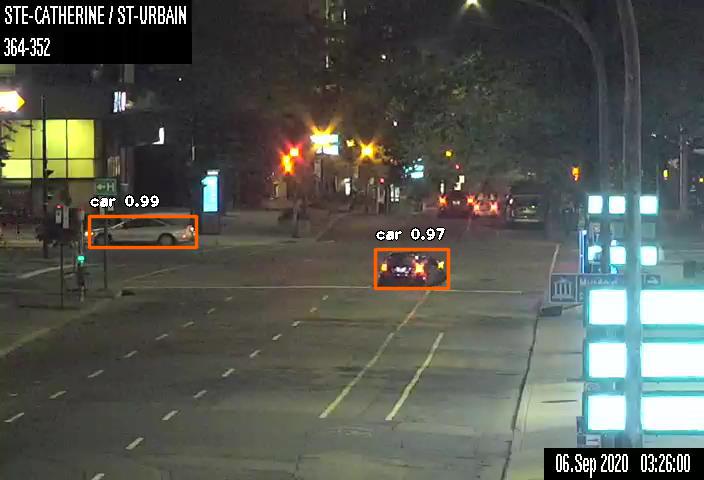 STE-CATHERINE / ST-URBAIN
364-352
car 0.99
car 0.97
06.Sep 2020 03:26:00